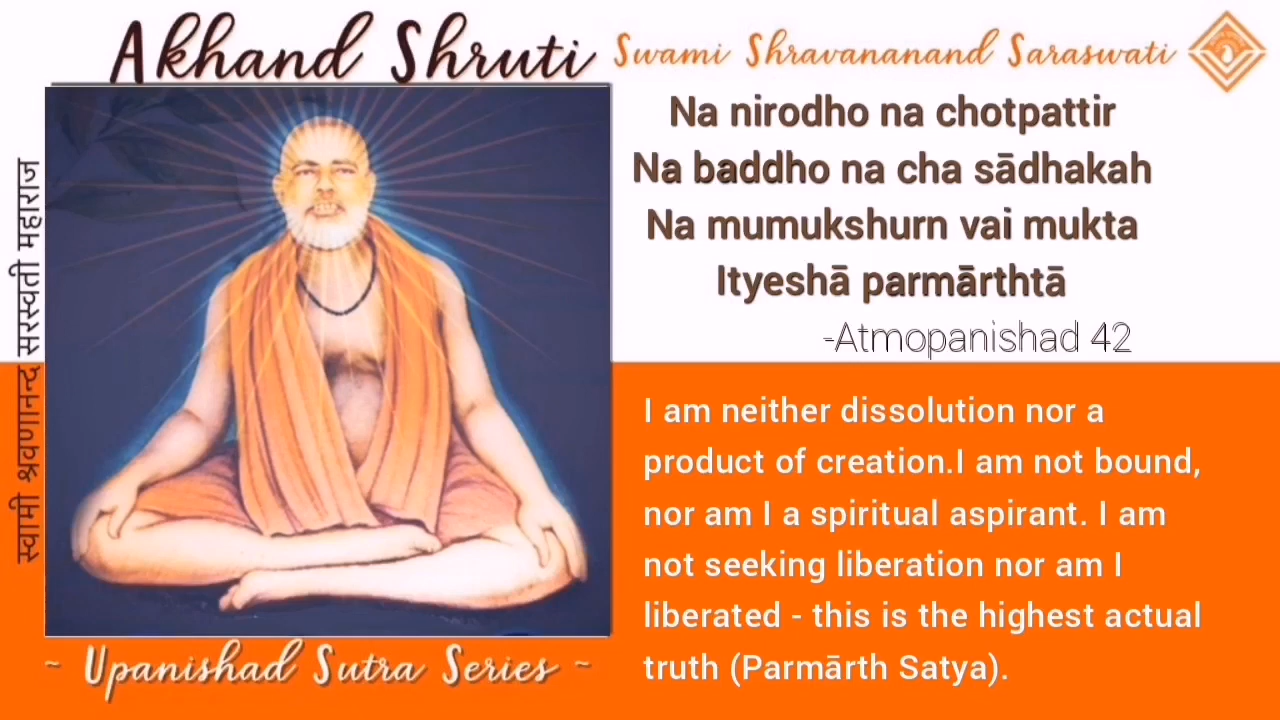 Akhand Shruti
Swami Shravananand Saraswati
स्वामी श्रवणानन्द सरस्वती महाराज
Na nirodho na chotpattir
Na baddho na cha sādhakah
Na mumukshurn vai mukta
Ityeshā parmārthtā
-Atmopanishad 42
I am neither dissolution nor a
product of creation.I am not bound,
nor am I a spiritual aspirant. I am
not seeking liberation nor am I
liberated - this is the highest actual
truth (Parmārth Satya).
~ Upanishad Sutra Series ~